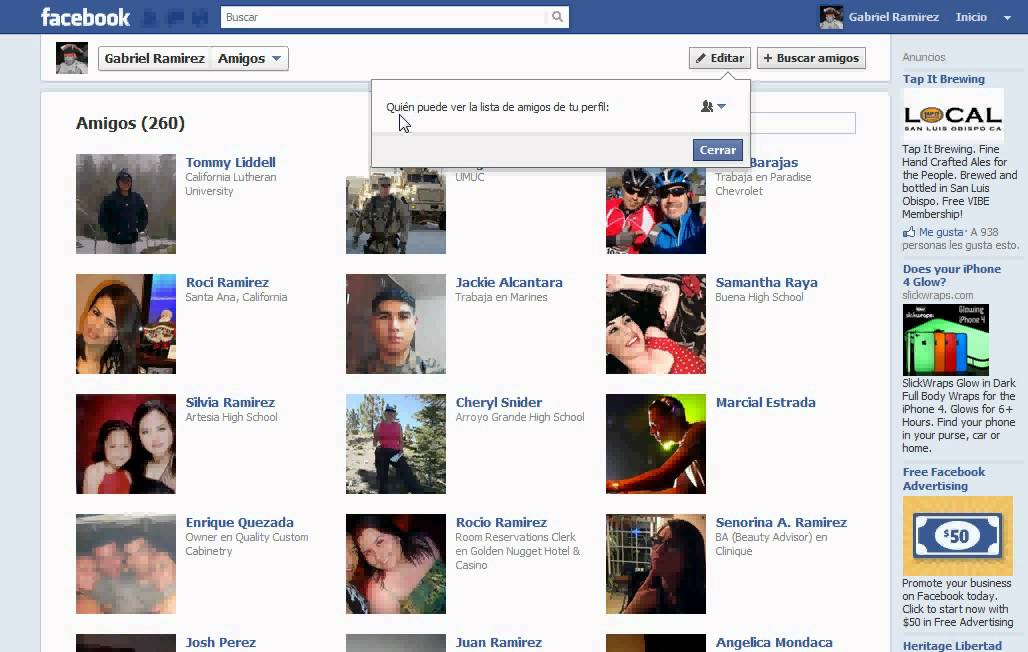 facebook
Buscar
Gabriel Ramirez
Inicio
Gabriel Ramirez
Amigos
Editar
+ Buscar amigos
Quién puede ver la lista de amigos de tu perfil:
Cerrar
Amigos (260)
Tommy Liddell
California Lutheran
University
UMUC
Barajas
Trabaja en Paradise
Chevrolet
Roci Ramirez
Santa Ana, California
Jackie Alcantara
Trabaja en Marines
Samantha Raya
Buena High School
Silvia Ramirez
Artesia High School
Cheryl Snider
Arroyo Grande High School
Marcial Estrada
Enrique Quezada
Owner en Quality Custom
Cabinetry
Rocio Ramirez
Room Reservations Clerk
en Golden Nugget Hotel &
Casino
Senorina A. Ramirez
BA (Beauty Advisor) en
Clinique
Josh Perez
Juan Ramirez
Angelica Mondaca
Anuncios
Tap It Brewing
LOCAL
SAN LUIS OBISPO CA
Tap It Brewing. Fine
Hand Crafted Ales for
the People. Brewed and
bottled in San Luis
Obispo. Free VIBE
Membership!
Me gusta · A 938
personas les gusta esto.
Does your iPhone
4 Glow?
slickwraps.com
slickwraps:
Glowing
iPhone 4
SlickWraps Glow in Dark
Full Body Wraps for the
iPhone 4. Glows for 6+
Hours. Find your phone
in your purse, car or
home.
Free Facebook
Advertising
$50
Promote your business
on Facebook today.
Click to start now with
$50 in Free Advertising
Heritage Libertad